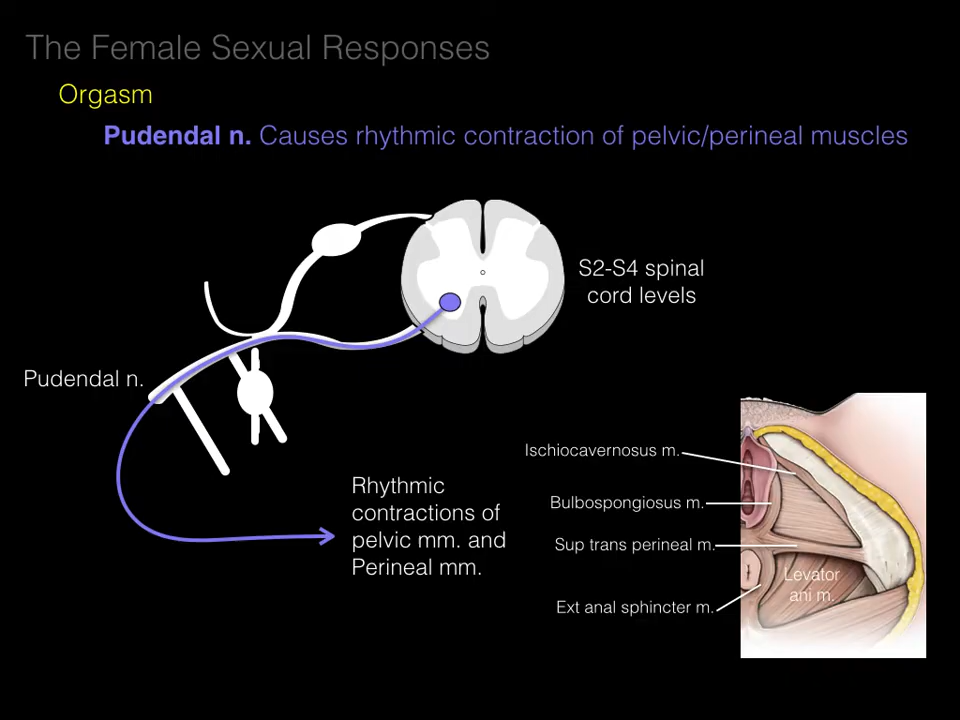 The Female Sexual Responses
Orgasm
Pudendal n. Causes rhythmic contraction of pelvic/perineal muscles
S2-S4 spinal
cord levels
Pudendal n.
Rhythmic
contractions of
pelvic mm. and
Perineal mm.
Ischiocavernosus m.
Bulbospongiosus m.
Sup trans perineal m.
Ext anal sphincter m.
Levator
ani m.